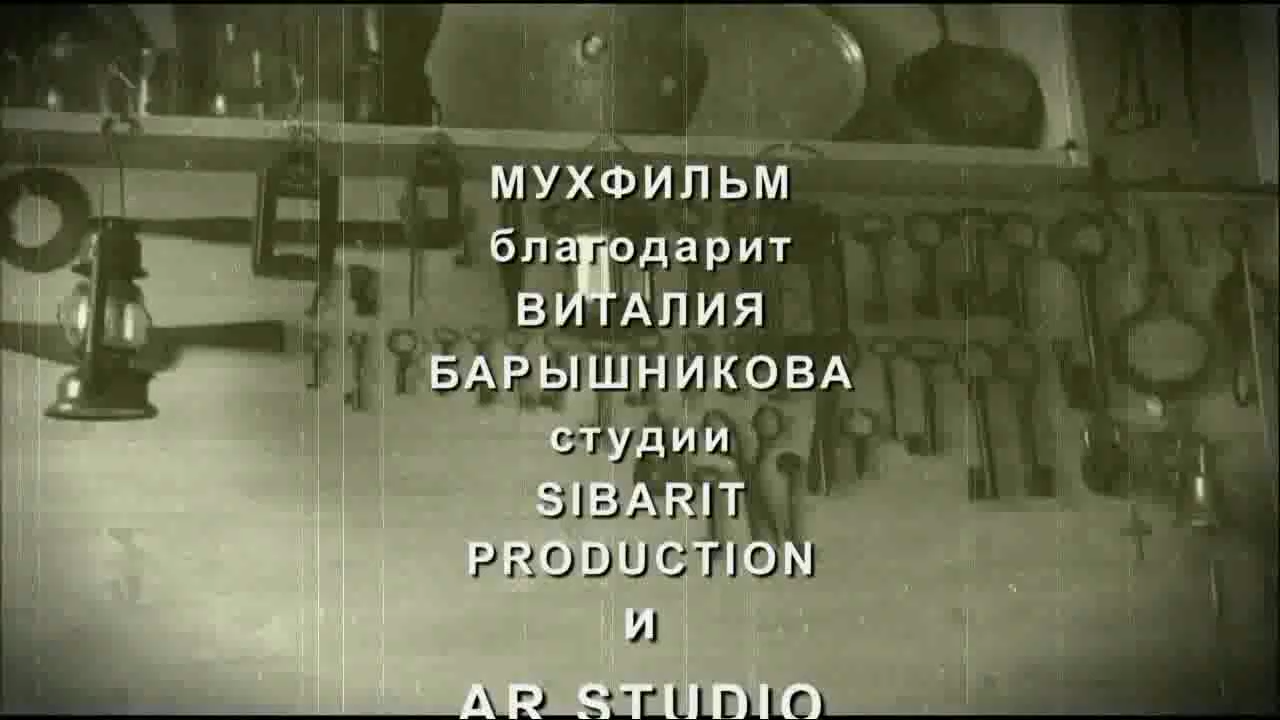 МУХФИЛЬМ
благодарит
ВИТАЛИЯ
БАРЫШНИКОВА
студии
SIBARIT
PRODUCTION
и
AR STUDIO